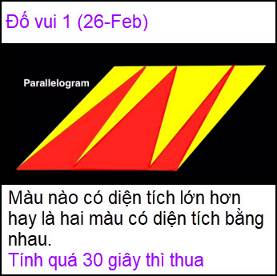 Đố vui 1 (26-Feb)
Parallelogram
Màu nào có diện tích lớn hơn
hay là hai màu có diện tích bằng
nhau.
Tính quá 30 giây thì thua